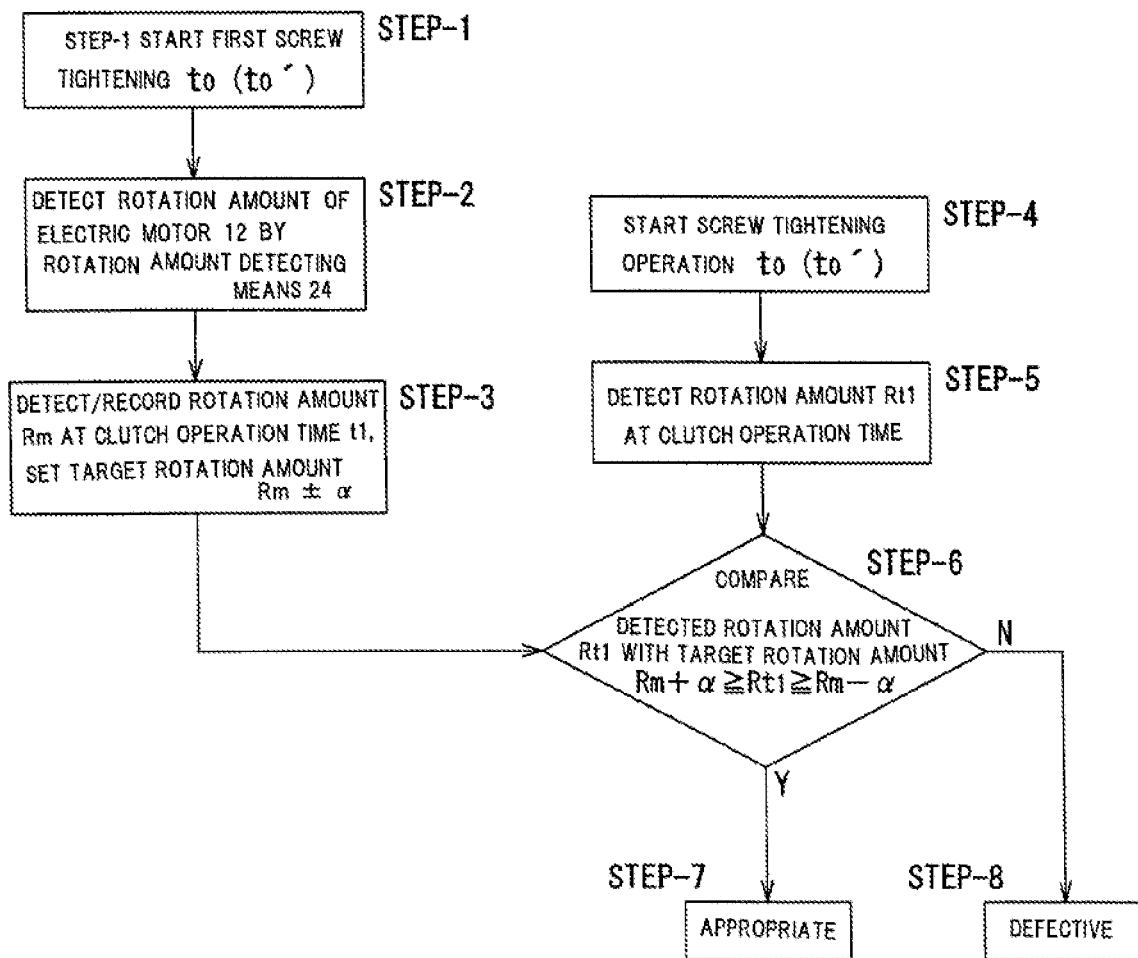 STEP-1 START FIRST SCREW
TIGHTENING to (to´)
STEP-1
DETECT ROTATION AMOUNT OF
ELECTRIC MOTOR 12 BY
ROTATION AMOUNT DETECTING
MEANS 24
STEP-2
DETECT/RECORD ROTATION AMOUNT
Rm AT CLUTCH OPERATION TIME t1,
SET TARGET ROTATION AMOUNT
Rm ± α
STEP-3
START SCREW TIGHTENING
OPERATION to (to´)
STEP-4
DETECT ROTATION AMOUNT Rt1
AT CLUTCH OPERATION TIME
STEP-5
COMPARE
DETECTED ROTATION AMOUNT
Rt1 WITH TARGET ROTATION AMOUNT
Rm+α≧Rt1≧Rm−α
STEP-6
N
Y
STEP-7
APPROPRIATE
STEP-8
DEFECTIVE